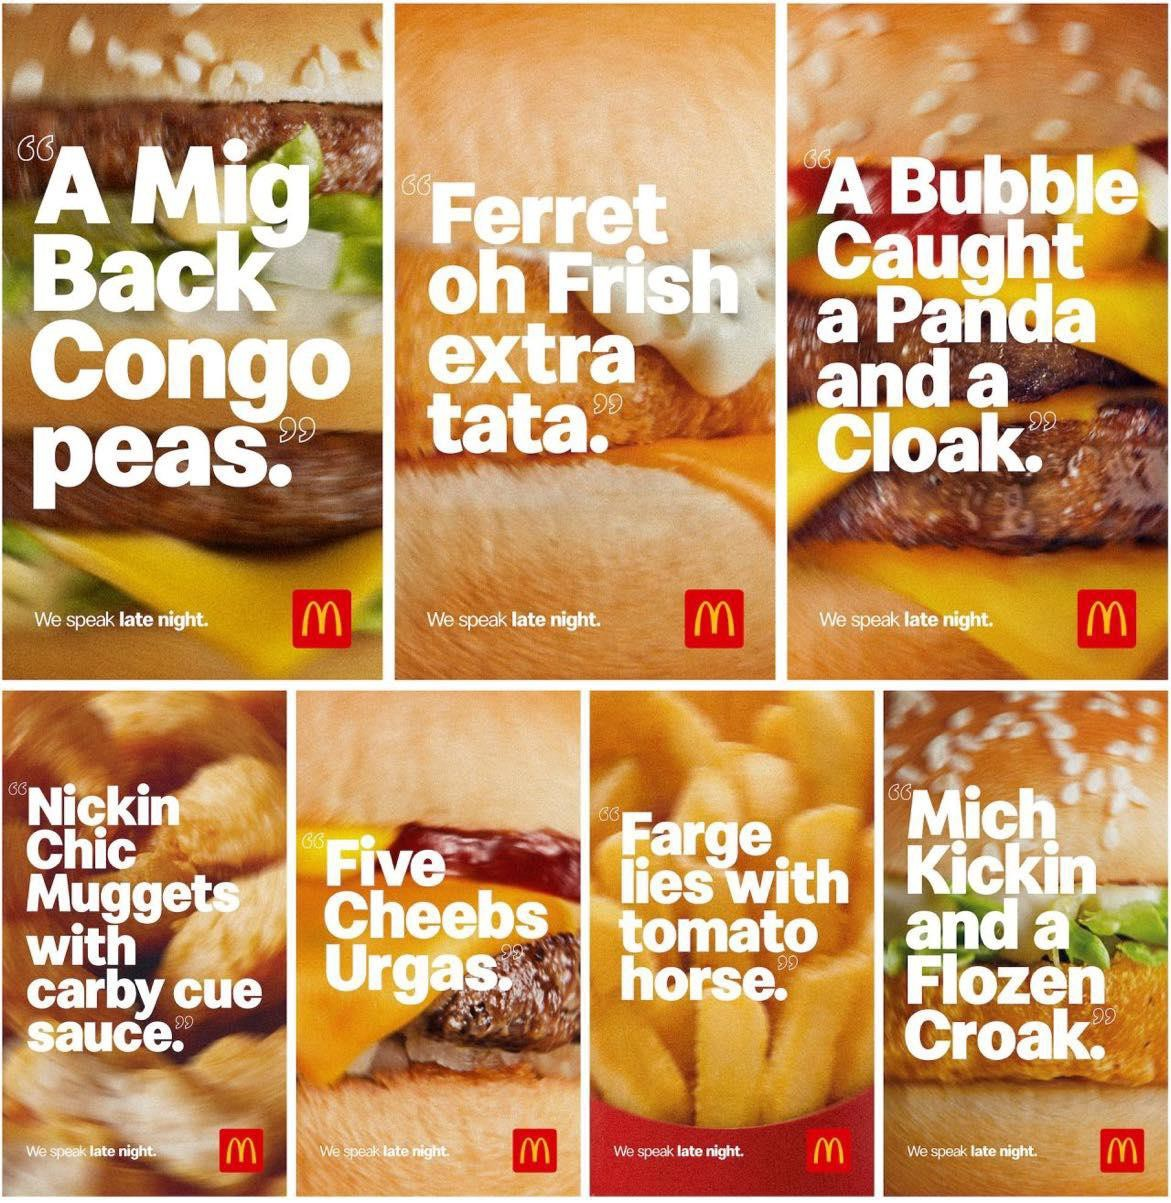 “A Mig
Back
Congo
peas.”
We speak late night.
“Ferret
oh Frish
extra
tata.”
We speak late night.
“A Bubble
Caught
a Panda
and a
Cloak.”
We speak late night.
“Nickin
Chic
Muggets
with
carby cue
sauce.”
We speak late night.
“Five
Cheebs
Urgas.”
We speak late night.
“Farge
lies with
tomato
horse.”
We speak late night.
“Mich
Kickin
and a
Flozen
Croak.”
We speak late night.